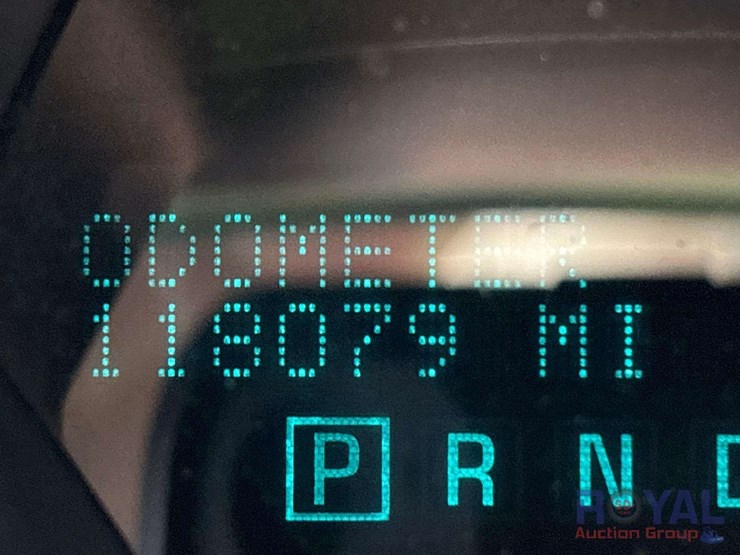 ODOMETER
118079 MI
P R N D
ROYAL
Auction Group